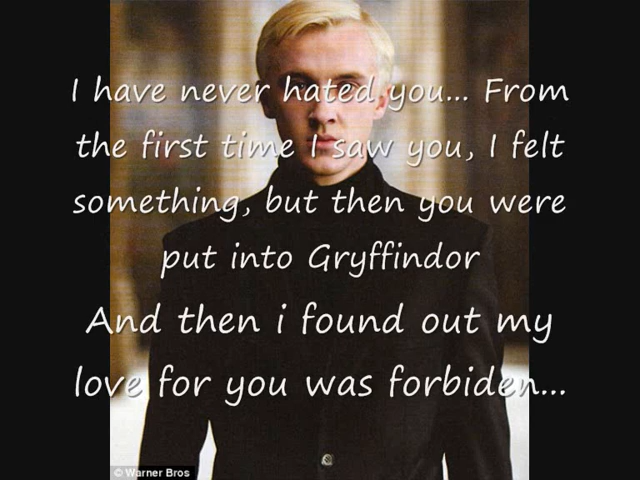 I have never hated you... From
the first time I saw you, I felt
something, but then you were
put into Gryffindor
And then i found out my
love for you was forbiden...
© Warner Bros